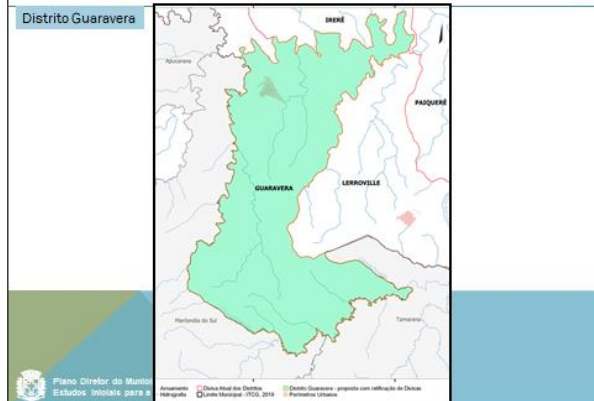 Distrito Guaravera
IRERÊ
Apucarana
PAIQUERÊ
GUARAVERA
LERROVILLE
Marilândia do Sul
Tamarana
Plano Diretor do Munici
Estudos Iniciais para a
Arruamento
Hidrografia
Divisa Atual dos Distritos
Limite Municipal - ITCG, 2019
Distrito Guaravera - proposta com retificação de Divisas
Perímetros Urbanos